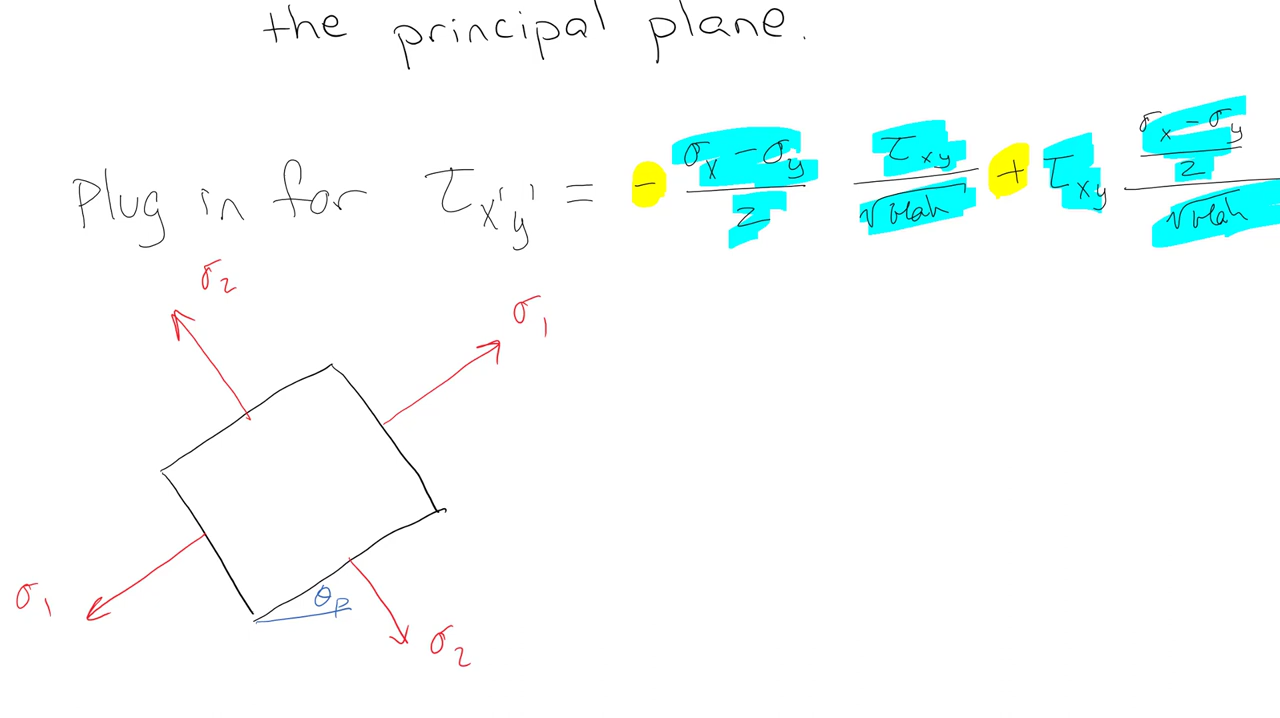 the principal plane.
Plug in for τx'y' = - σx - σy / 2 τxy / √blah + τxy σx - σy / 2 / √blah
σ2
σ1
σ1
θp
σ2